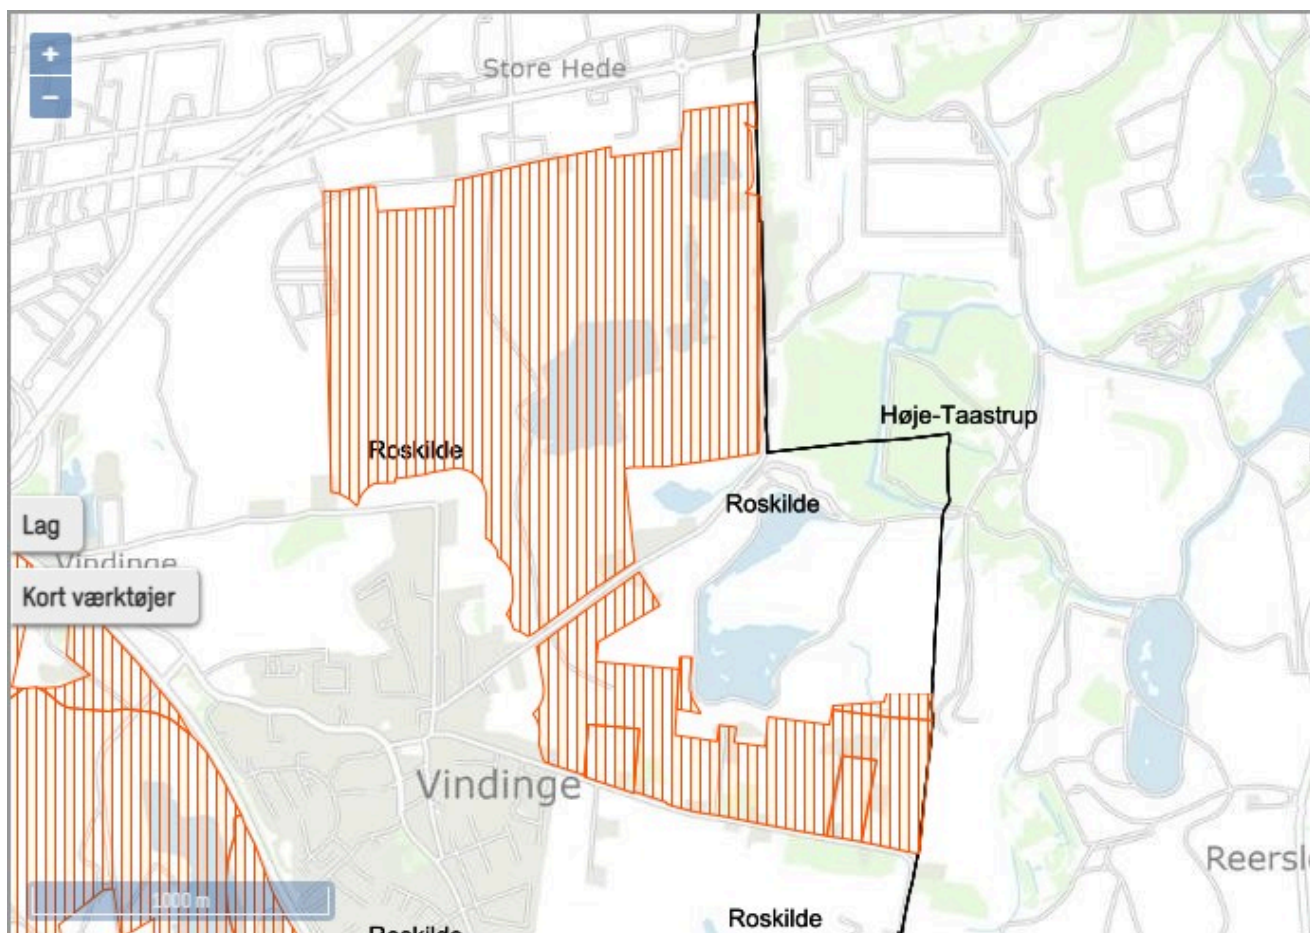 +
Store Hede
−
Høje-Taastrup
Roskilde
Roskilde
Lag
Vindinge
Kort værktøjer
Vindinge
Reersl
1000 m
Roskilde
Roskilde